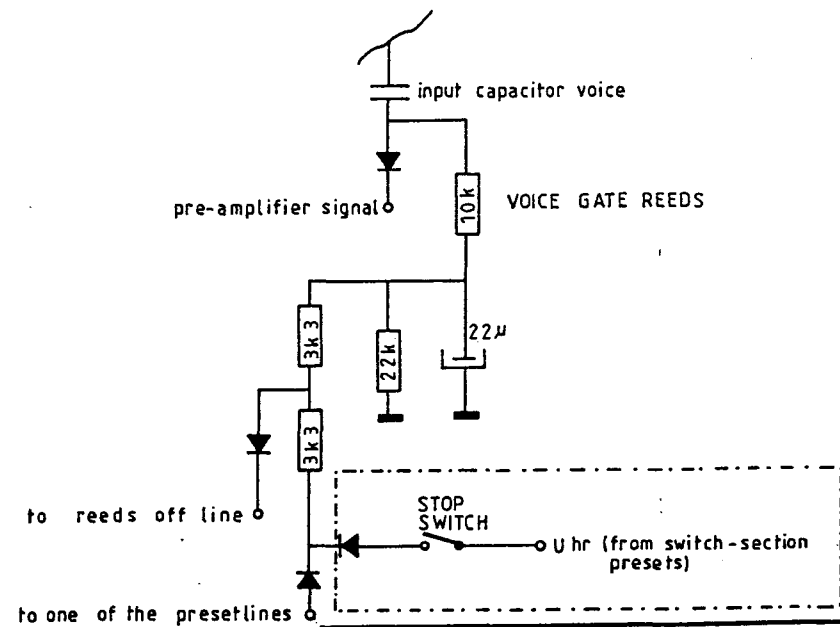 input capacitor voice
pre-amplifier signal
10k
VOICE GATE REEDS
3k3
22k
22µ
3k3
to reeds off line
STOP
SWITCH
U hr (from switch-section
presets)
to one of the presetlines